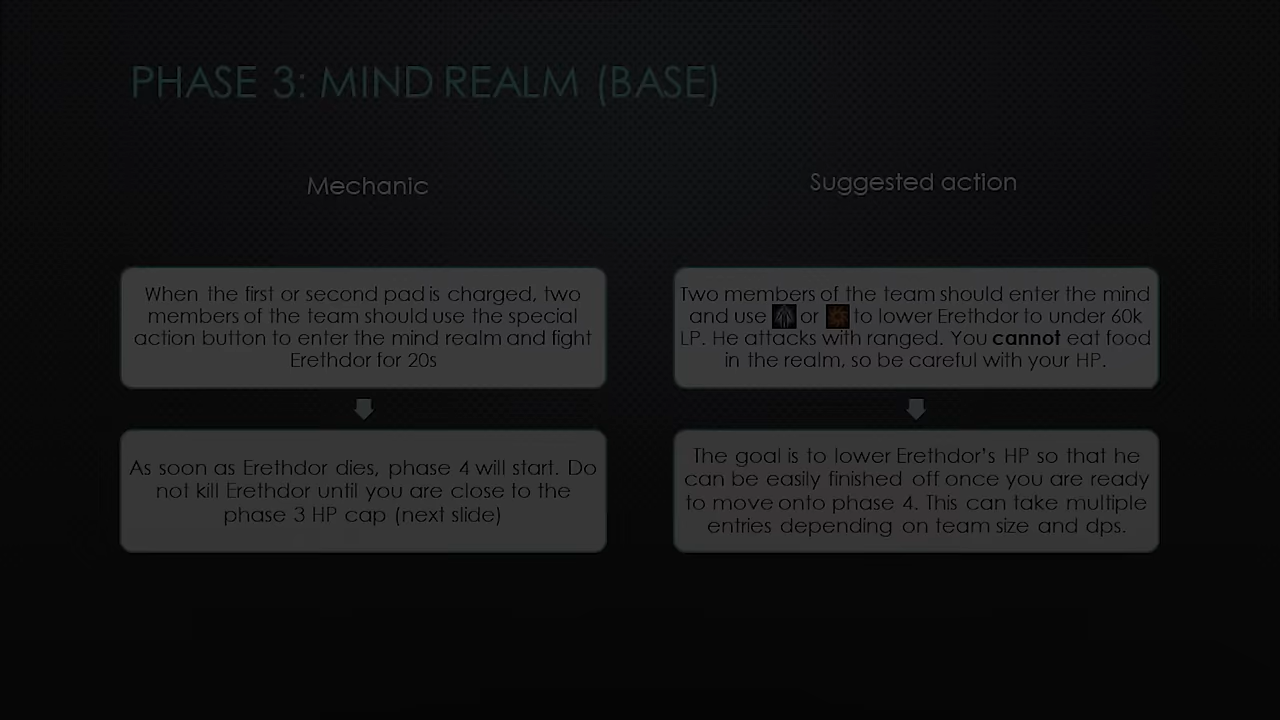 PHASE 3: MIND REALM (BASE)
Mechanic
Suggested action
When the first or second pad is charged, two
members of the team should use the special
action button to enter the mind realm and fight
Erethdor for 20s
Two members of the team should enter the mind
and use or to lower Erethdor to under 60k
LP. He attacks with ranged. You cannot eat food
in the realm, so be careful with your HP.
As soon as Erethdor dies, phase 4 will start. Do
not kill Erethdor until you are close to the
phase 3 HP cap (next slide)
The goal is to lower Erethdor's HP so that he
can be easily finished off once you are ready
to move onto phase 4. This can take multiple
entries depending on team size and dps.